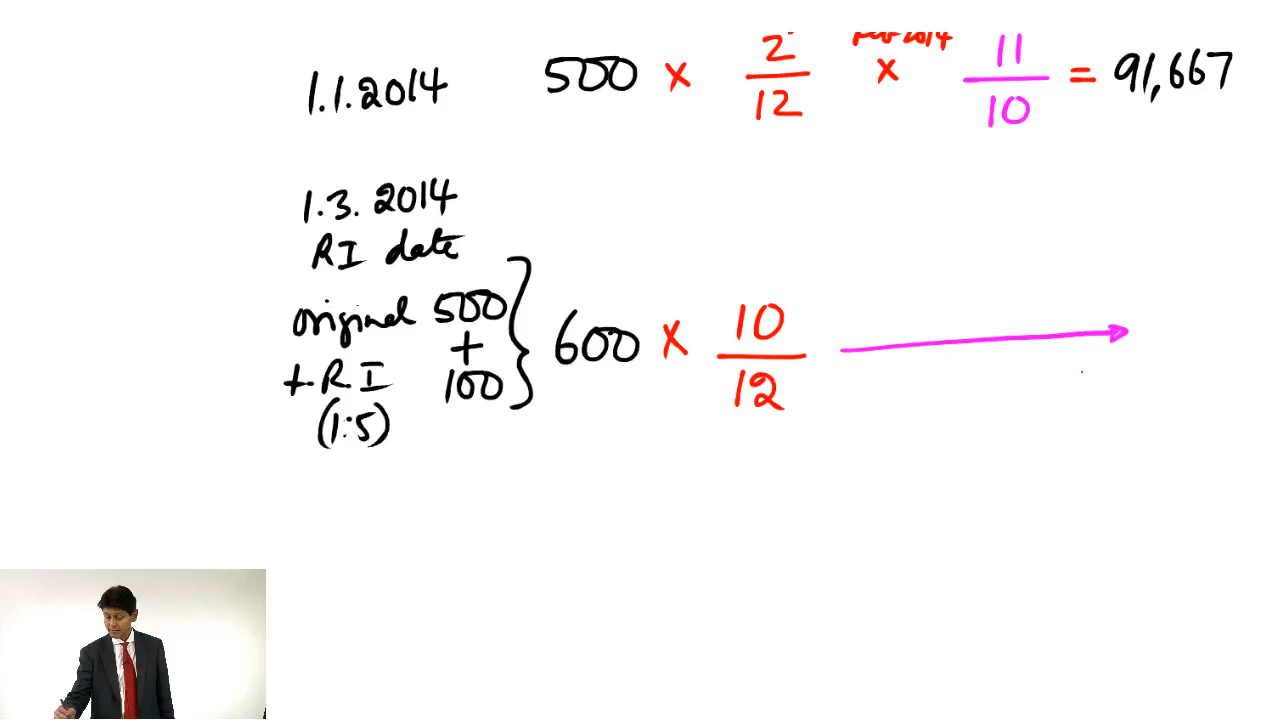 1.1.2014 500 × 2/12 × 11/10 = 91,667
1.3.2014
RI date
original 500
+ RI + 100 } 600 × 10/12
(1:5)